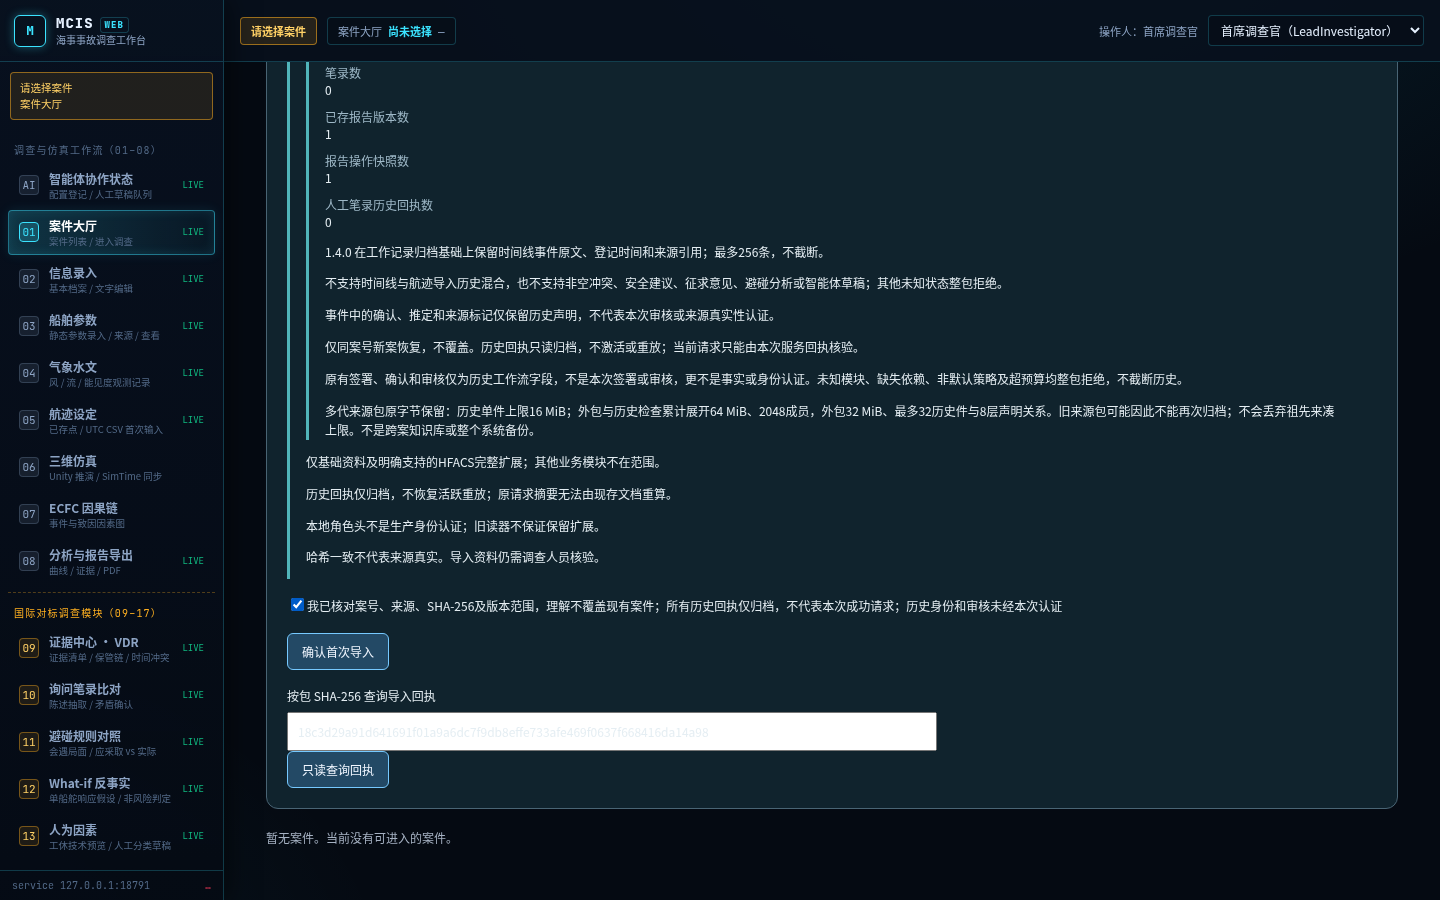 M
MCIS WEB
海事事故调查工作台
请选择案件
案件大厅 尚未选择 —
操作人：首席调查官
首席调查官（LeadInvestigator）
请选择案件
案件大厅
调查与仿真工作流（01-08）
AI 智能体协作状态 LIVE
配置登记 / 人工草稿队列
01 案件大厅 LIVE
案件列表 / 进入调查
02 信息录入 LIVE
基本档案 / 文字编辑
03 船舶参数 LIVE
静态参数录入 / 来源 / 查看
04 气象水文 LIVE
风 / 流 / 能见度观测记录
05 航迹设定 LIVE
已存点 / UTC CSV 首次输入
06 三维仿真
Unity 推演 / SimTime 同步
07 ECFC 因果链
事件与致因因素图
08 分析与报告导出 LIVE
曲线 / 证据 / PDF
国际对标调查模块（09-17）
09 证据中心 · VDR LIVE
证据清单 / 保管链 / 时间冲突
10 询问笔录比对 LIVE
陈述抽取 / 矛盾确认
11 避碰规则对照 LIVE
会遇局面 / 应采取 vs 实际
12 What-if 反事实 LIVE
单船舵响应假设 / 非风险判定
13 人为因素 LIVE
工休技术预览 / 人工分类草稿
service 127.0.0.1:18791
笔录数
0
已存报告版本数
1
报告操作快照数
1
人工笔录历史回执数
0
1.4.0 在工作记录归档基础上保留时间线事件原文、登记时间和来源引用；最多256条，不截断。
不支持时间线与航迹导入历史混合，也不支持非空冲突、安全建议、征求意见、避碰分析或智能体草稿；其他未知状态整包拒绝。
事件中的确认、推定和来源标记仅保留历史声明，不代表本次审核或来源真实性认证。
仅同案号新案恢复，不覆盖。历史回执只读归档，不激活或重放；当前请求只能由本次服务回执核验。
原有签署、确认和审核仅为历史工作流字段，不是本次签署或审核，更不是事实或身份认证。未知模块、缺失依赖、非默认策略及超预算均整包拒绝，不截断历史。
多代来源包原字节保留：历史单件上限16 MiB；外包与历史检查累计展开64 MiB、2048成员，外包32 MiB、最多32历史件与8层声明关系。旧来源包可能因此不能再次归档；不会丢弃祖先来凑
上限。不是跨案知识库或整个系统备份。
仅基础资料及明确支持的HFACS完整扩展；其他业务模块不在范围。
历史回执仅归档，不恢复活跃重放；原请求摘要无法由现存文档重算。
本地角色头不是生产身份认证；旧读器不保证保留扩展。
哈希一致不代表来源真实。导入资料仍需调查人员核验。
我已核对案号、来源、SHA-256及版本范围，理解不覆盖现有案件；所有历史回执仅归档，不代表本次成功请求；历史身份和审核未经本次认证
确认首次导入
按包 SHA-256 查询导入回执
18c3d29a91d641691f01a9a6dc7f9db8effe733afe469f0637f668416da14a98
只读查询回执
暂无案件。当前没有可进入的案件。